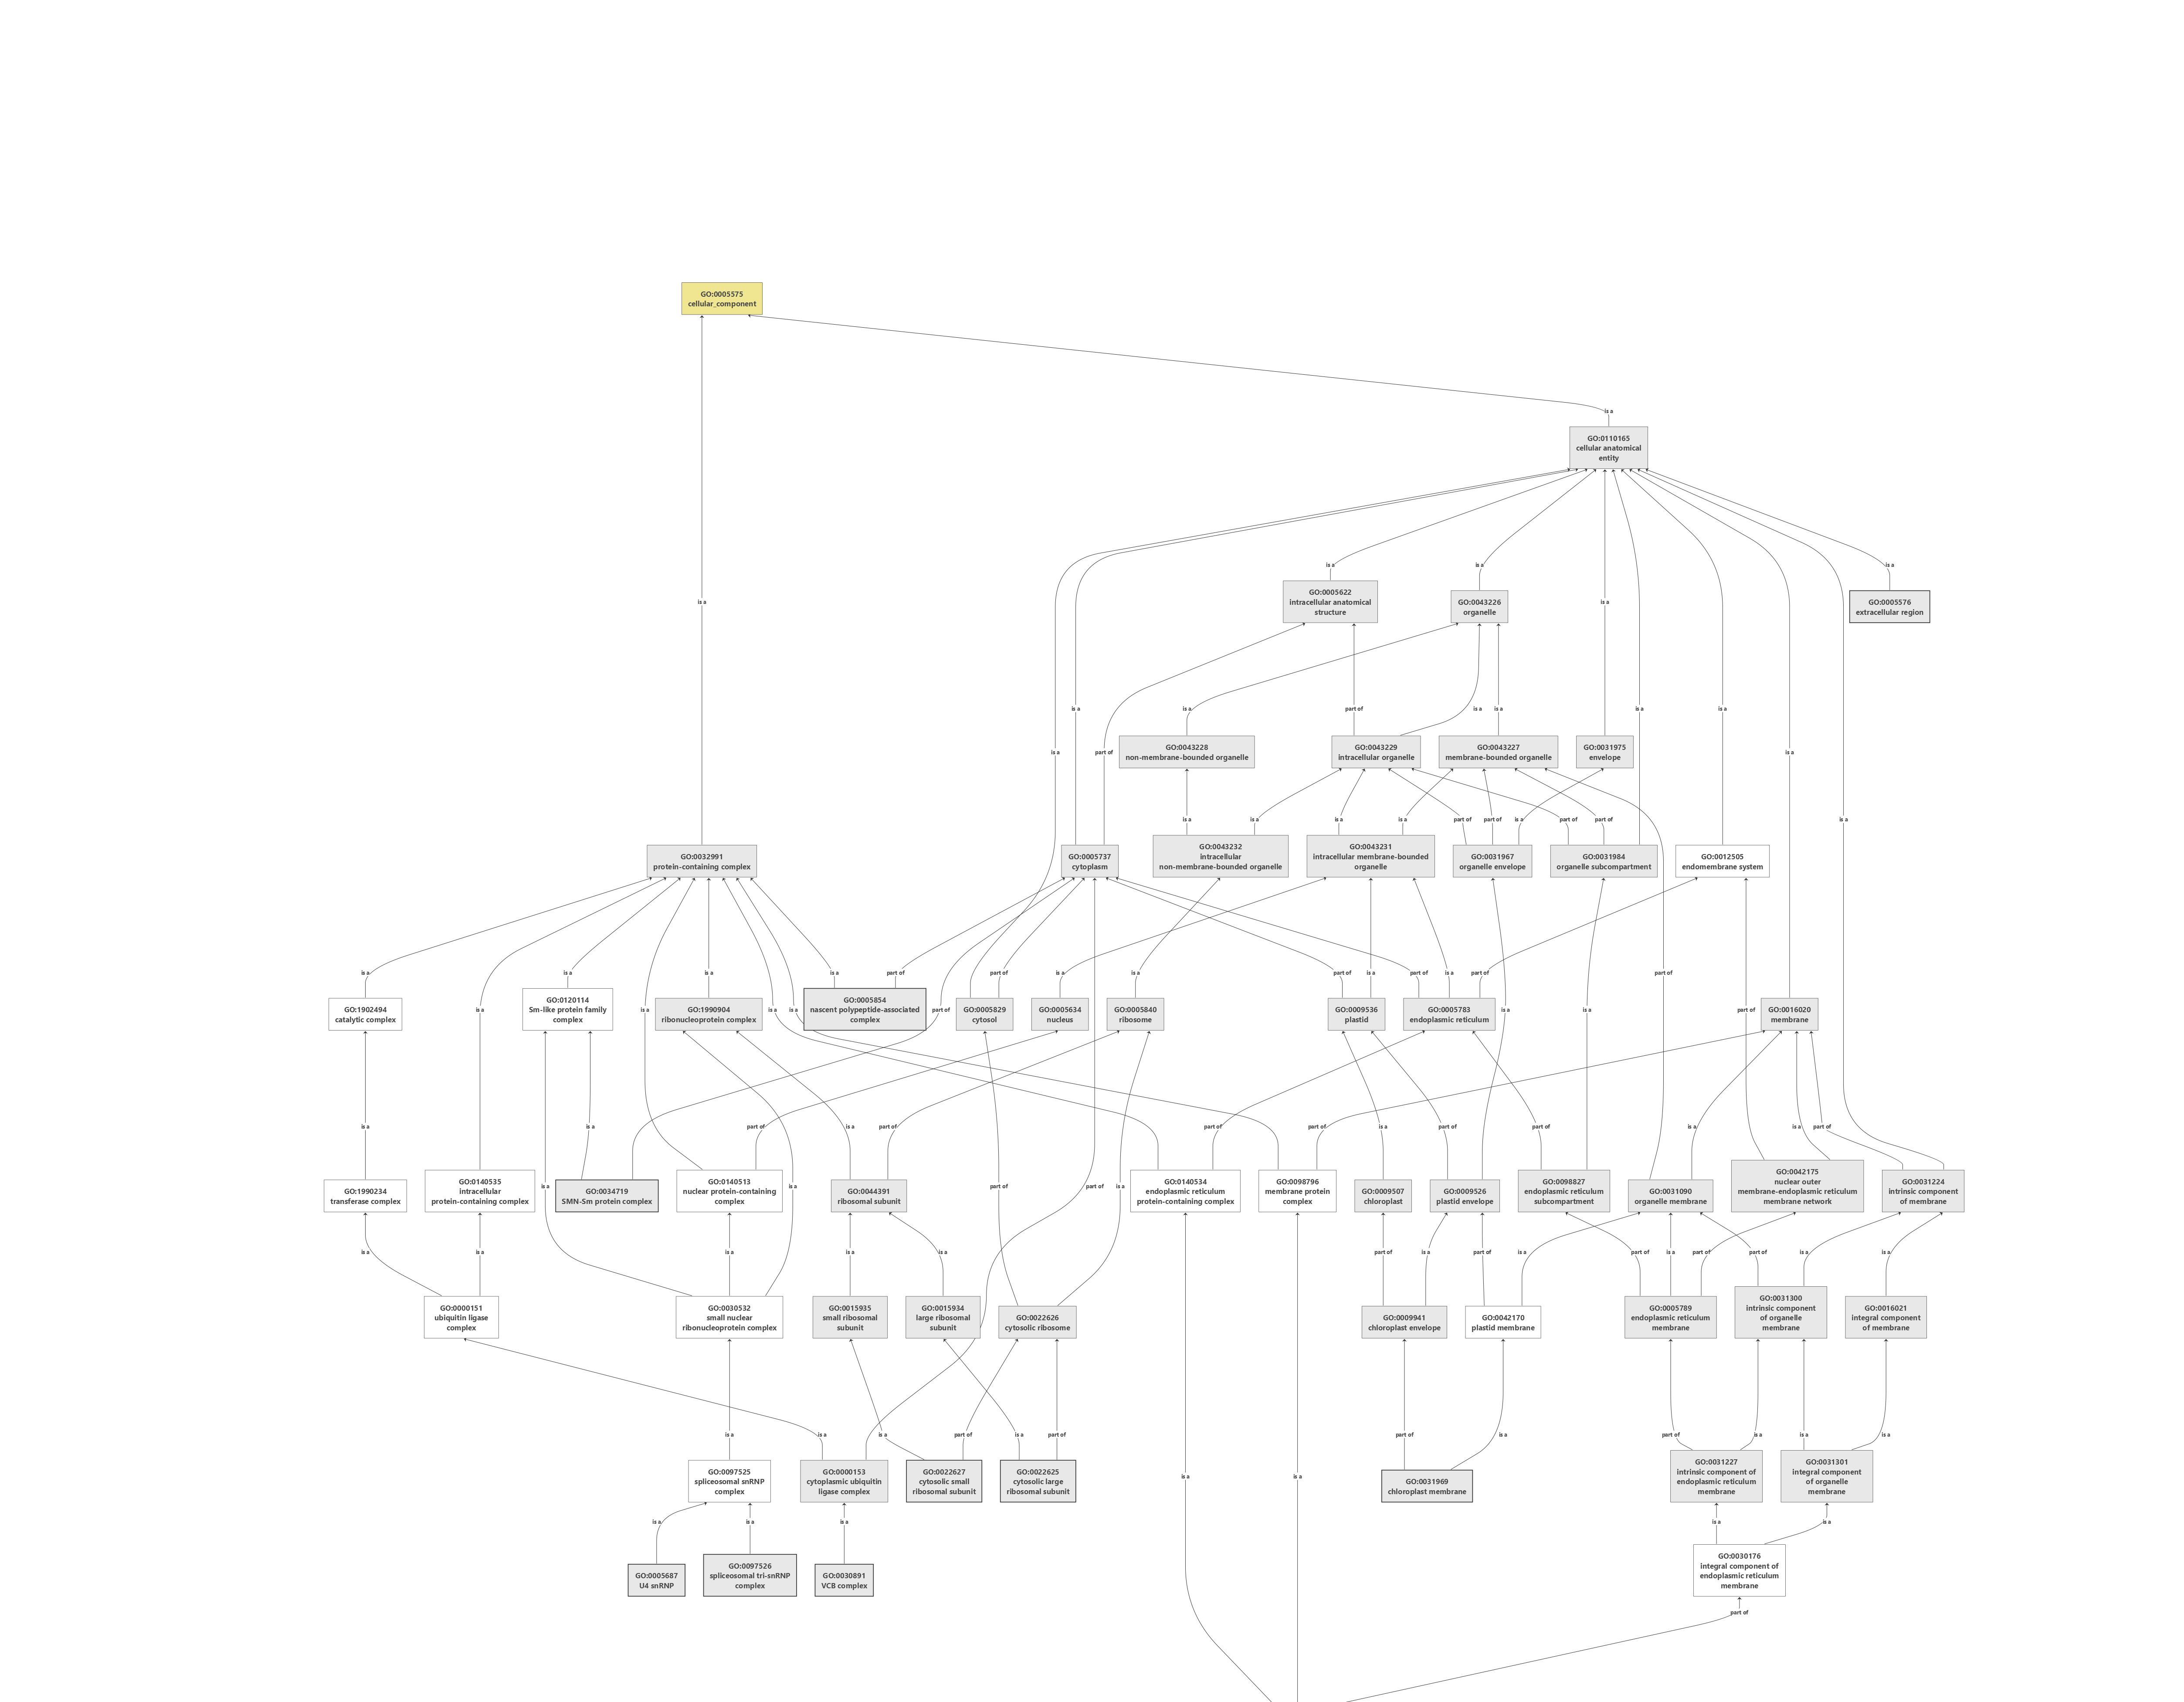 GO:0005575
cellular_component
is a
GO:0110165
cellular anatomical
entity
is a
is a
GO:0005622
intracellular anatomical
structure
GO:0043226
organelle
is a
is a
GO:0005576
extracellular region
is a
is a
part of
is a
is a
is a
is a
GO:0043228
non-membrane-bounded organelle
GO:0043229
intracellular organelle
GO:0043227
membrane-bounded organelle
GO:0031975
envelope
is a
part of
is a
is a
is a
is a
is a
part of
part of
is a
part of
part of
is a
GO:0032991
protein-containing complex
GO:0005737
cytoplasm
GO:0043232
intracellular
non-membrane-bounded organelle
GO:0043231
intracellular membrane-bounded
organelle
GO:0031967
organelle envelope
GO:0031984
organelle subcompartment
GO:0012505
endomembrane system
is a
is a
is a
is a
part of
part of
is a
is a
part of
is a
part of
is a
part of
part of
GO:1902494
catalytic complex
GO:0120114
Sm-like protein family
complex
GO:1990904
ribonucleoprotein complex
GO:0005854
nascent polypeptide-associated
complex
GO:0005829
cytosol
GO:0005634
nucleus
GO:0005840
ribosome
GO:0009536
plastid
GO:0005783
endoplasmic reticulum
GO:0016020
membrane
is a
is a
is a
is a
part of
is a
is a
part of
is a
is a
part of
is a
part of
part of
part of
is a
part of
part of
is a
is a
part of
GO:1990234
transferase complex
GO:0140535
intracellular
protein-containing complex
GO:0034719
SMN-Sm protein complex
GO:0140513
nuclear protein-containing
complex
GO:0044391
ribosomal subunit
GO:0140534
endoplasmic reticulum
protein-containing complex
GO:0098796
membrane protein
complex
GO:0009507
chloroplast
GO:0009526
plastid envelope
GO:0098827
endoplasmic reticulum
subcompartment
GO:0031090
organelle membrane
GO:0042175
nuclear outer
membrane-endoplasmic reticulum
membrane network
GO:0031224
intrinsic component
of membrane
is a
is a
part of
part of
is a
is a
is a
is a
is a
is a
part of
is a
part of
is a
part of
is a
part of
part of
is a
is a
GO:0000151
ubiquitin ligase
complex
GO:0030532
small nuclear
ribonucleoprotein complex
GO:0015935
small ribosomal
subunit
GO:0015934
large ribosomal
subunit
GO:0022626
cytosolic ribosome
GO:0009941
chloroplast envelope
GO:0042170
plastid membrane
GO:0005789
endoplasmic reticulum
membrane
GO:0031300
intrinsic component
of organelle
membrane
GO:0016021
integral component
of membrane
is a
is a
is a
part of
is a
part of
part of
is a
part of
is a
is a
is a
GO:0097525
spliceosomal snRNP
complex
GO:0000153
cytoplasmic ubiquitin
ligase complex
GO:0022627
cytosolic small
ribosomal subunit
GO:0022625
cytosolic large
ribosomal subunit
GO:0031969
chloroplast membrane
GO:0031227
intrinsic component of
endoplasmic reticulum
membrane
GO:0031301
integral component
of organelle
membrane
is a
is a
is a
is a
is a
is a
is a
GO:0005687
U4 snRNP
GO:0097526
spliceosomal tri-snRNP
complex
GO:0030891
VCB complex
GO:0030176
integral component of
endoplasmic reticulum
membrane
part of